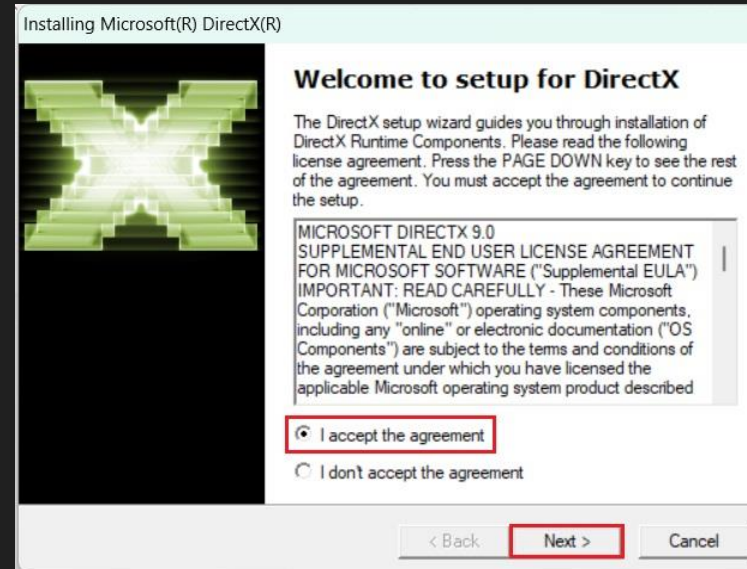 Installing Microsoft(R) DirectX(R)
Welcome to setup for DirectX
The DirectX setup wizard guides you through installation of
DirectX Runtime Components. Please read the following
license agreement. Press the PAGE DOWN key to see the rest
of the agreement. You must accept the agreement to continue
the setup.
MICROSOFT DIRECTX 9.0
SUPPLEMENTAL END USER LICENSE AGREEMENT
FOR MICROSOFT SOFTWARE ("Supplemental EULA")
IMPORTANT: READ CAREFULLY - These Microsoft
Corporation ("Microsoft") operating system components,
including any "online" or electronic documentation ("OS
Components") are subject to the terms and conditions of
the agreement under which you have licensed the
applicable Microsoft operating system product described
I accept the agreement
I don't accept the agreement
< Back Next > Cancel